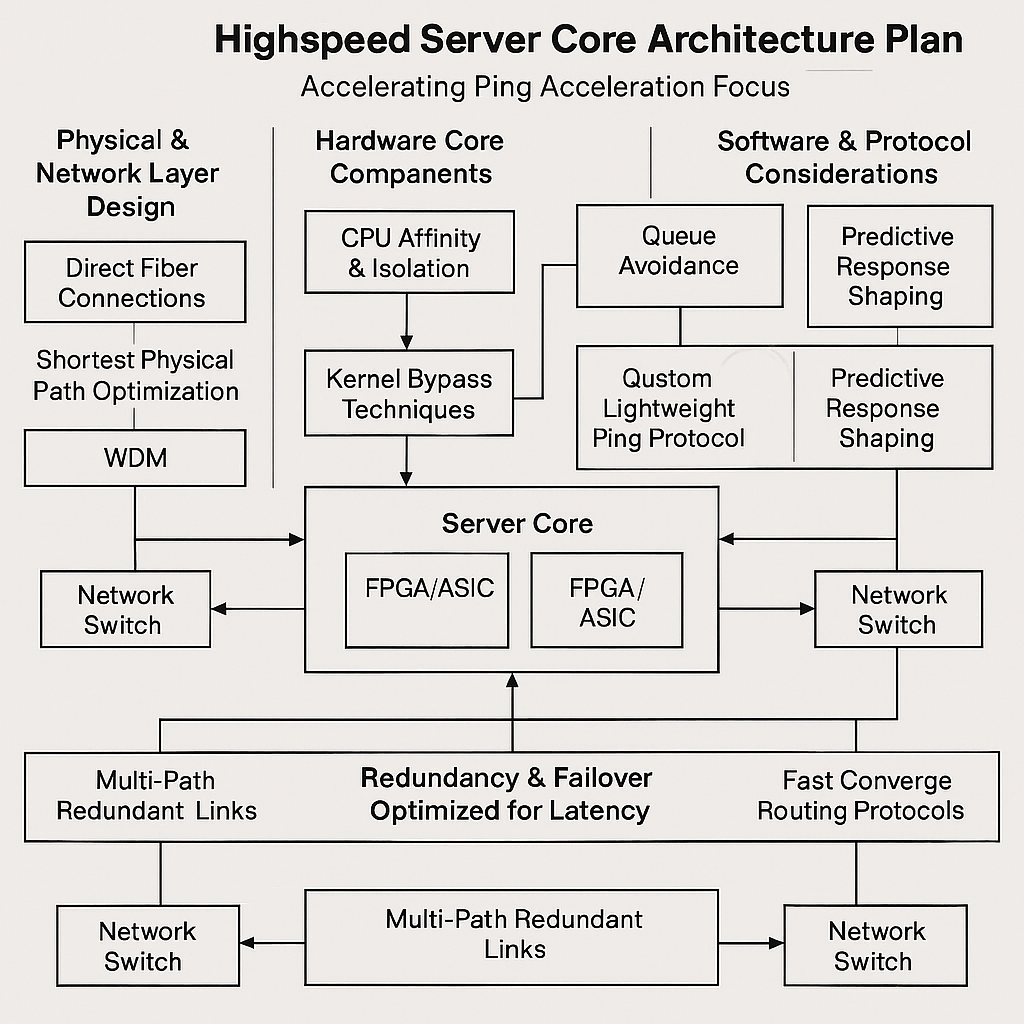 Highspeed Server Core Architecture Plan
Accelerating Ping Acceleration Focus
Physical &
Network Layer
Design
Direct Fiber
Connections
Shortest Physical
Path Optimization
WDM
Network
Switch
Hardware Core
Companents
CPU Affinity
& Isolation
Kernel Bypass
Techniques
Software & Protocol
Considerations
Queue
Avoidance
Predictive
Response
Shaping
Qustom
Lightweight
Ping Protocol
Predictive
Response
Shaping
Server Core
FPGA/ASIC
FPGA/
ASIC
Network
Switch
Multi-Path
Redundant Links
Redundancy & Failover
Optimized for Latency
Fast Converge
Routing Protocols
Network
Switch
Multi-Path Redundant
Links
Network
Switch